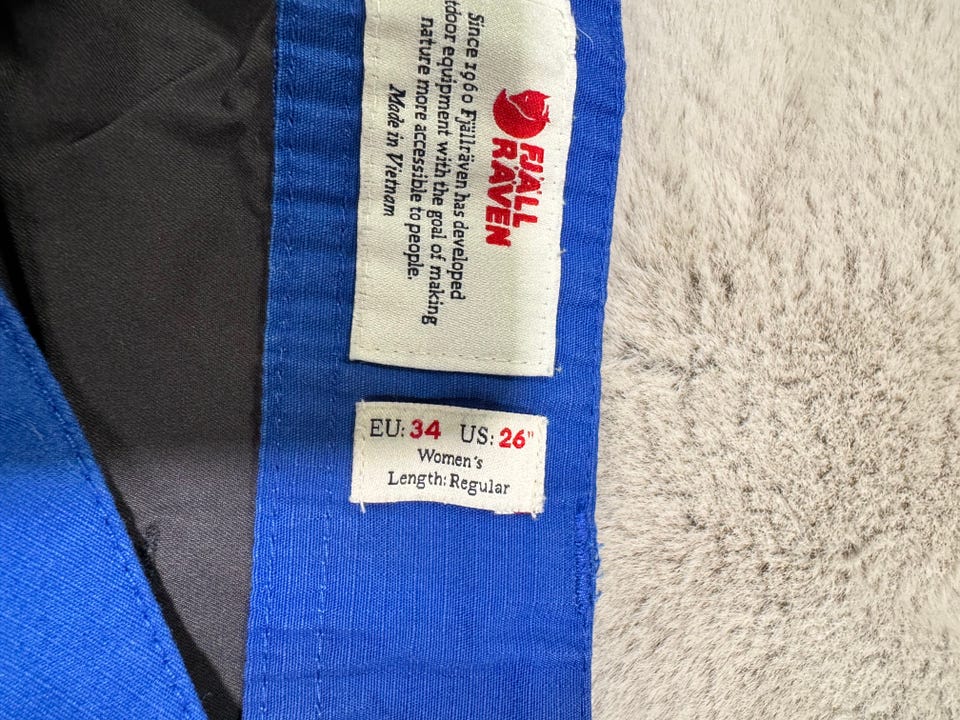 FJÄLL
RÄVEN
Since 1960 Fjällräven has developed
equipment with the goal of making
nature more accessible to people.
Made in Vietnam
EU: 34 US: 26"
Women's
Length: Regular